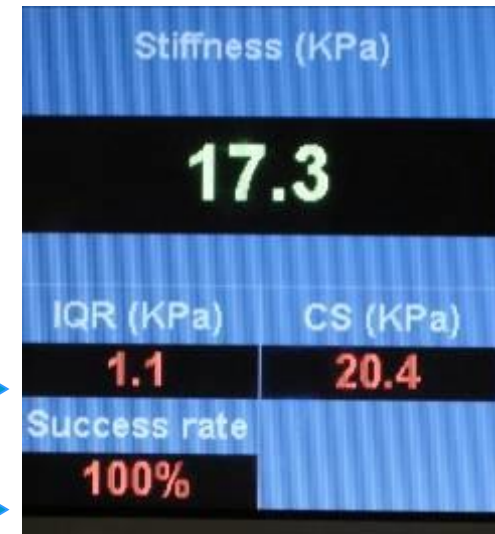 Stiffness (KPa)
17.3
IQR (KPa) CS (KPa)
1.1 20.4
Success rate
100%